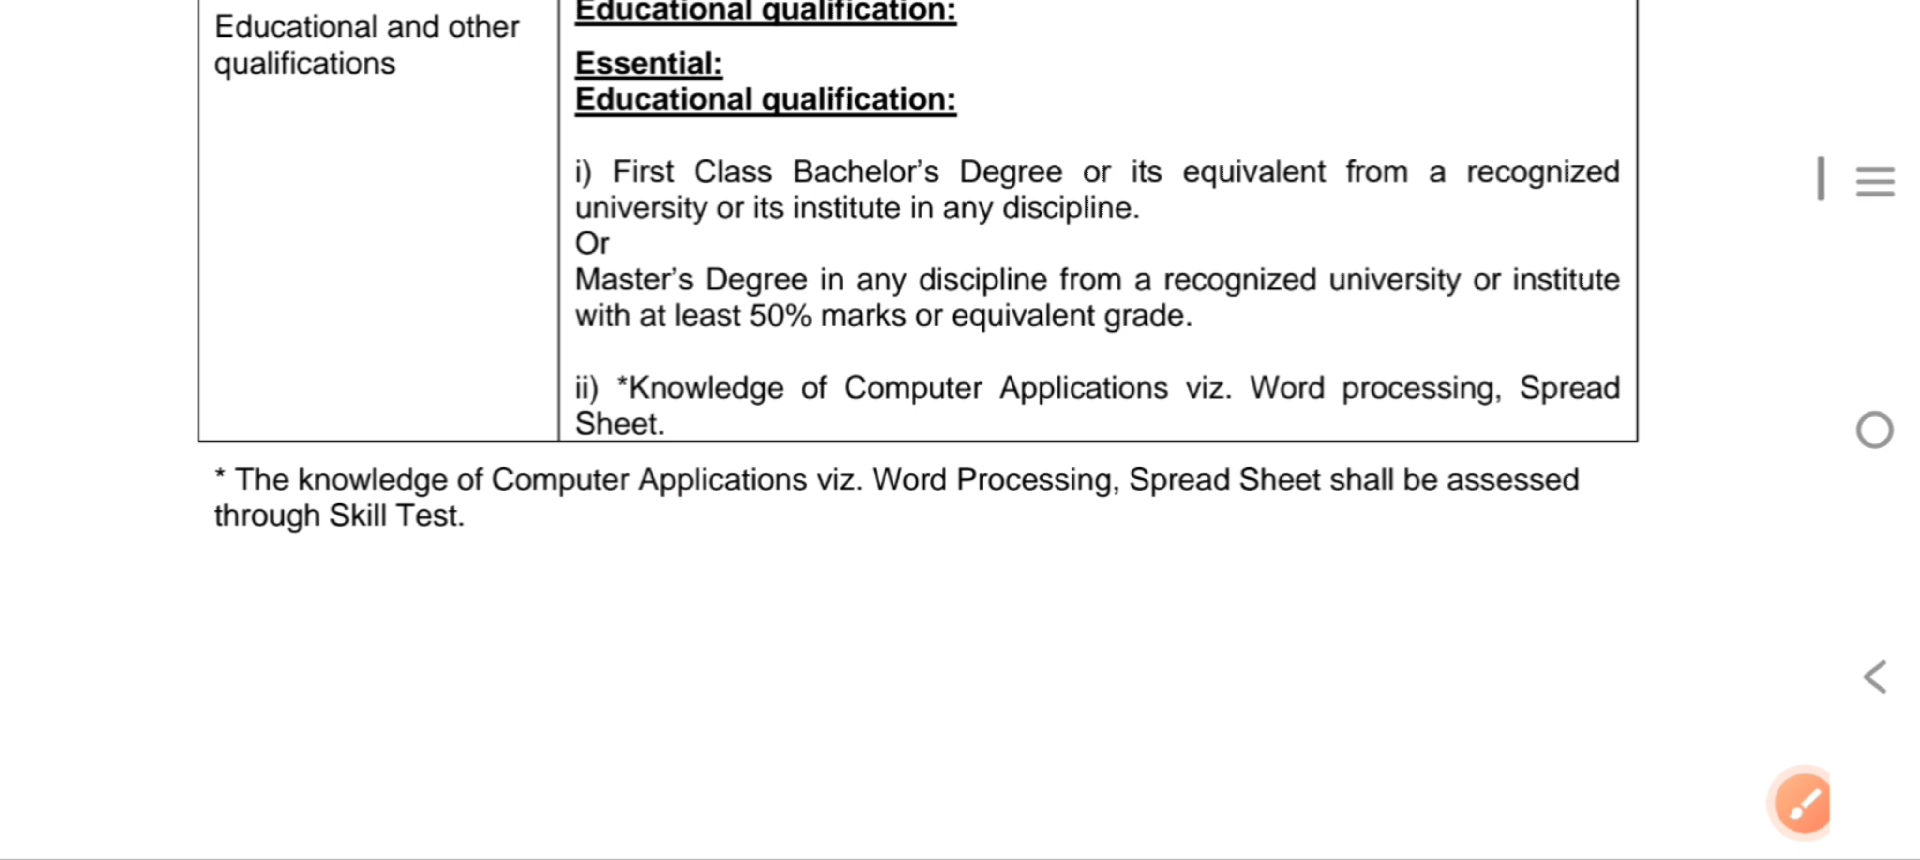 Educational and other
qualifications
Educational qualification:
Essential:
Educational qualification:
i) First Class Bachelor's Degree or its equivalent from a recognized
university or its institute in any discipline.
Or
Master's Degree in any discipline from a recognized university or institute
with at least 50% marks or equivalent grade.
ii) *Knowledge of Computer Applications viz. Word processing, Spread
Sheet.
* The knowledge of Computer Applications viz. Word Processing, Spread Sheet shall be assessed
through Skill Test.